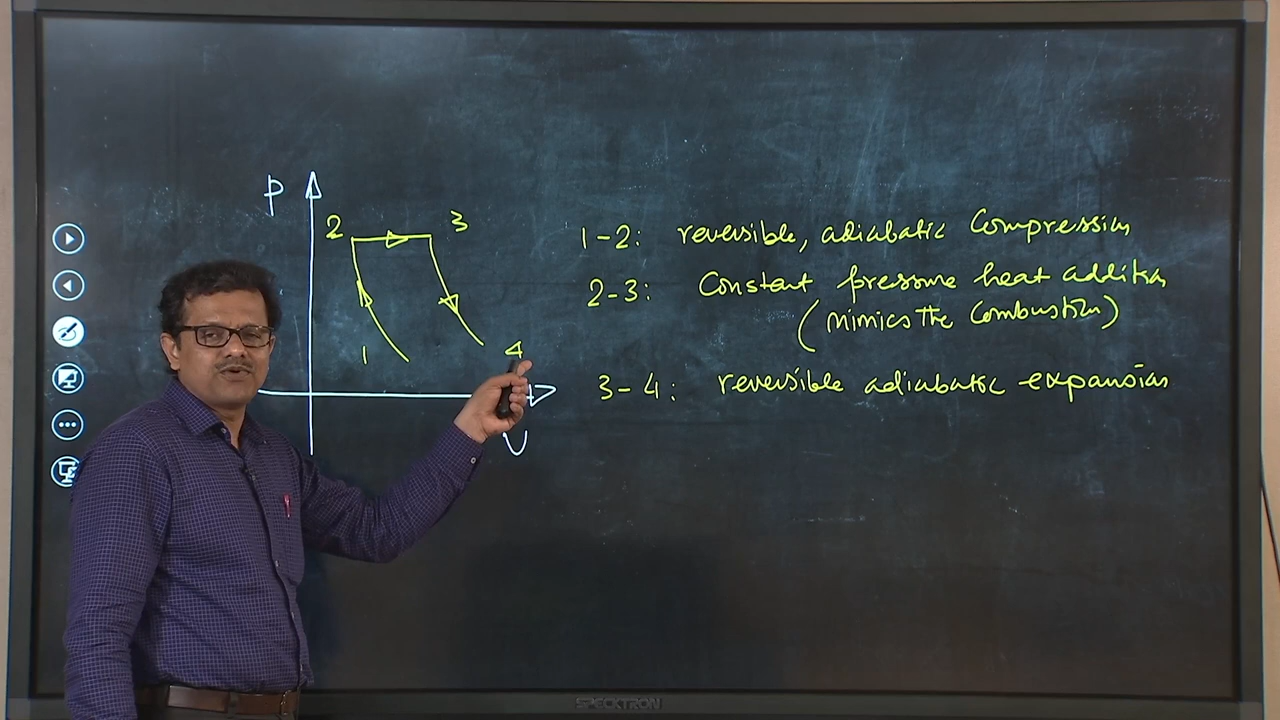 P
2
3
1
4
V
1-2: reversible, adiabatic Compression
2-3: Constant pressure heat addition
(mimics the Combustion)
3-4: reversible adiabatic expansion
SPECKTRON